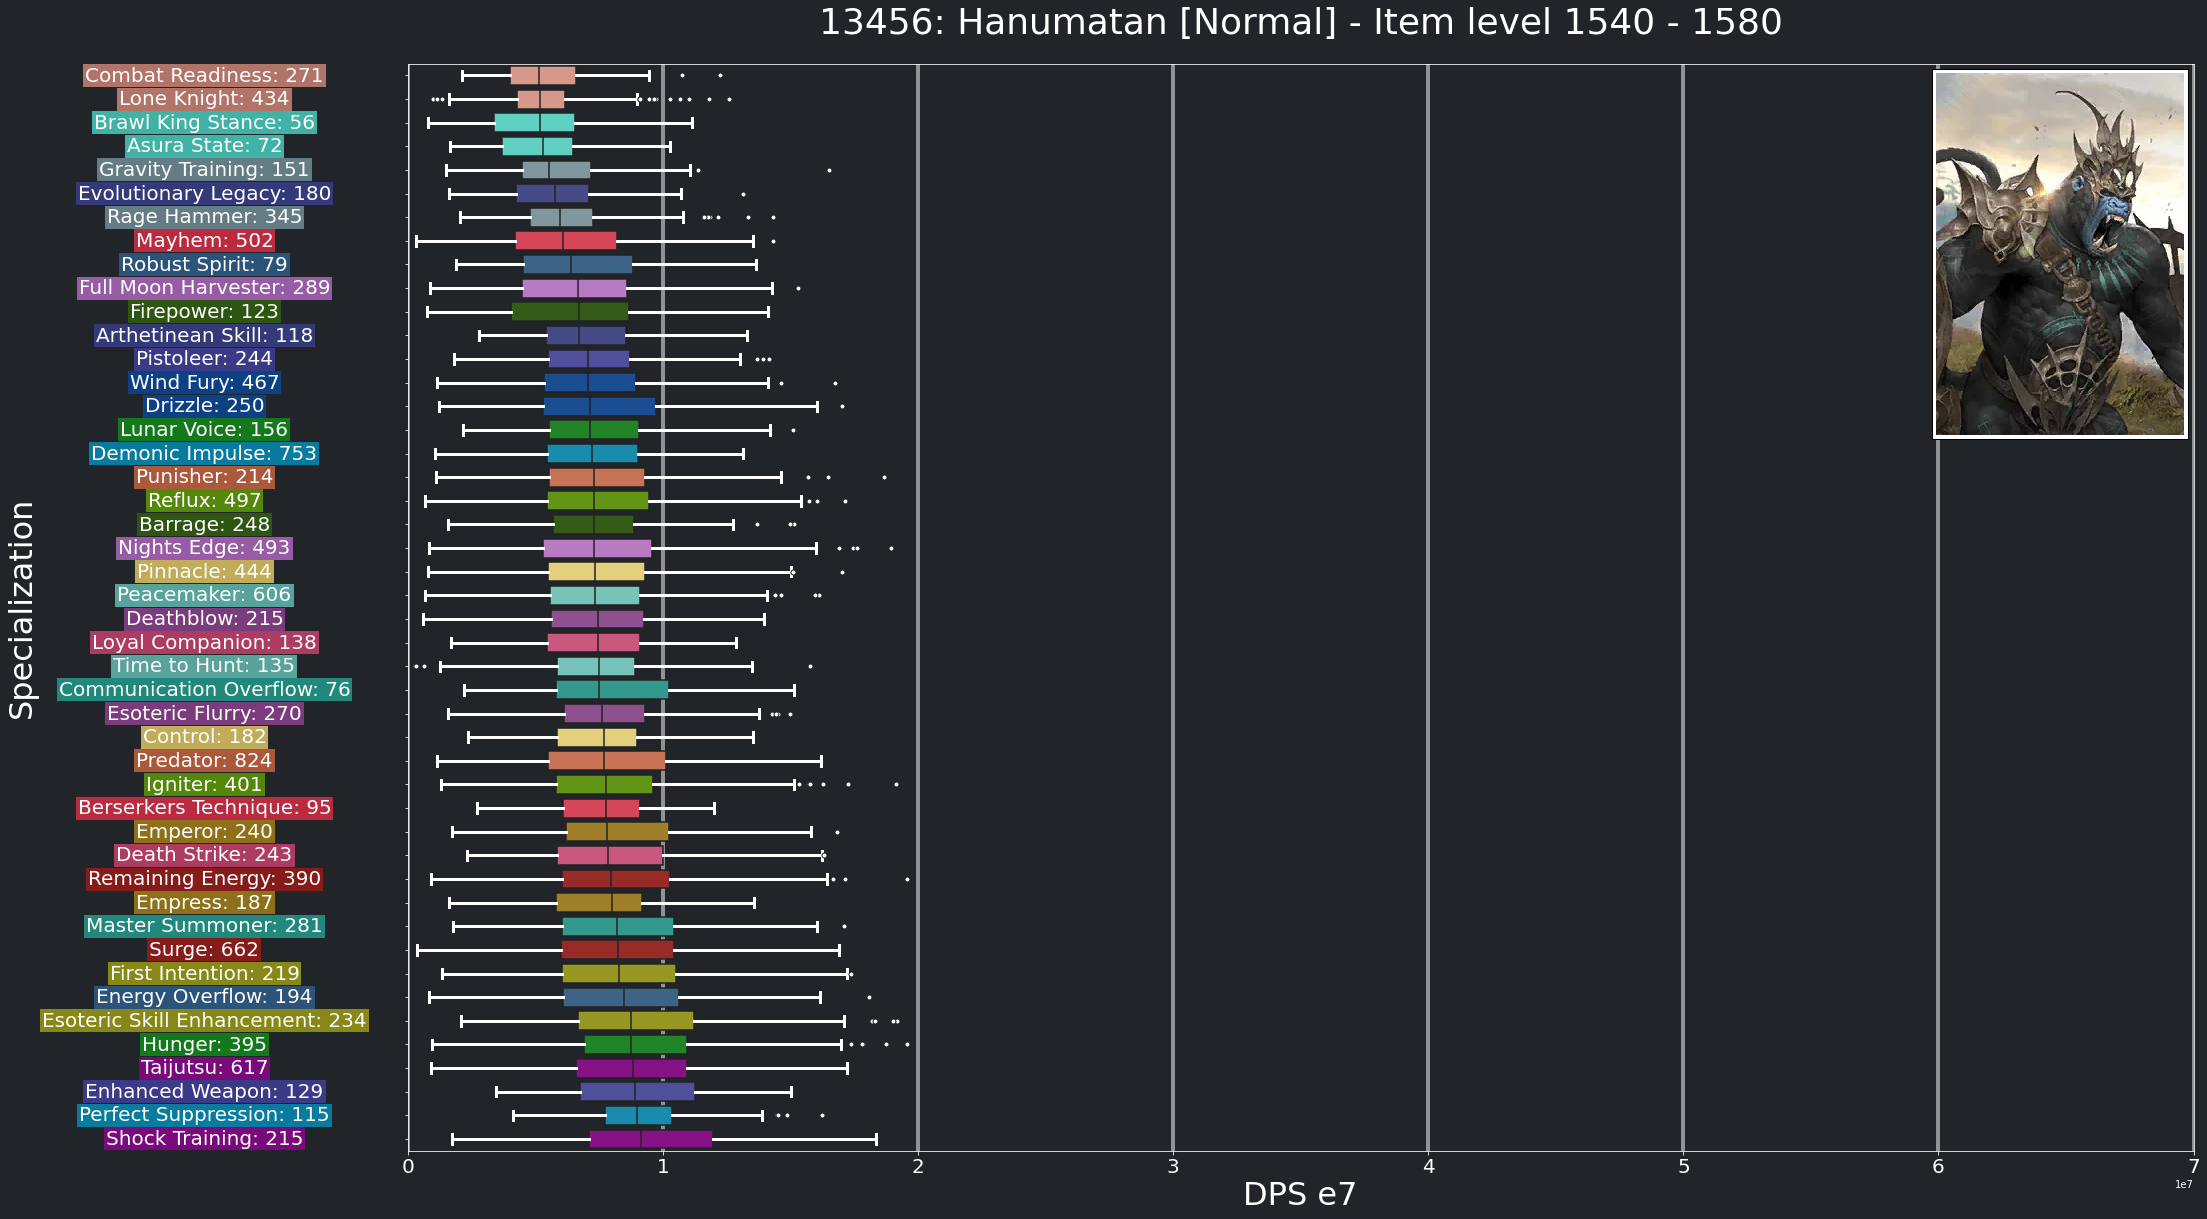 13456: Hanumatan [Normal] - Item level 1540 - 1580
Combat Readiness: 271
Lone Knight: 434
Brawl King Stance: 56
Asura State: 72
Gravity Training: 151
Evolutionary Legacy: 180
Rage Hammer: 345
Mayhem: 502
Robust Spirit: 79
Full Moon Harvester: 289
Firepower: 123
Arthetinean Skill: 118
Pistoleer: 244
Wind Fury: 467
Drizzle: 250
Lunar Voice: 156
Demonic Impulse: 753
Punisher: 214
Reflux: 497
Barrage: 248
Nights Edge: 493
Pinnacle: 444
Peacemaker: 606
Deathblow: 215
Loyal Companion: 138
Time to Hunt: 135
Communication Overflow: 76
Esoteric Flurry: 270
Control: 182
Predator: 824
Igniter: 401
Berserkers Technique: 95
Emperor: 240
Death Strike: 243
Remaining Energy: 390
Empress: 187
Master Summoner: 281
Surge: 662
First Intention: 219
Energy Overflow: 194
Esoteric Skill Enhancement: 234
Hunger: 395
Taijutsu: 617
Enhanced Weapon: 129
Perfect Suppression: 115
Shock Training: 215
Specialization
0 1 2 3 4 5 6 7
1e7
DPS e7